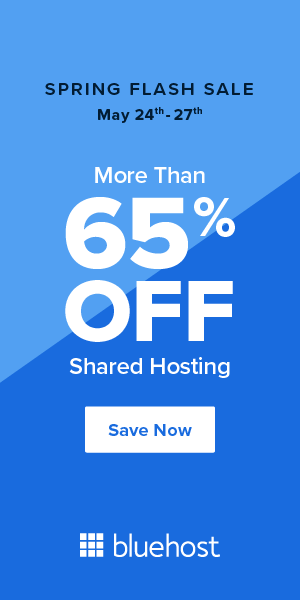 SPRING FLASH SALE
May 24th - 27th
More Than
65%
OFF
Shared Hosting
Save Now
bluehost